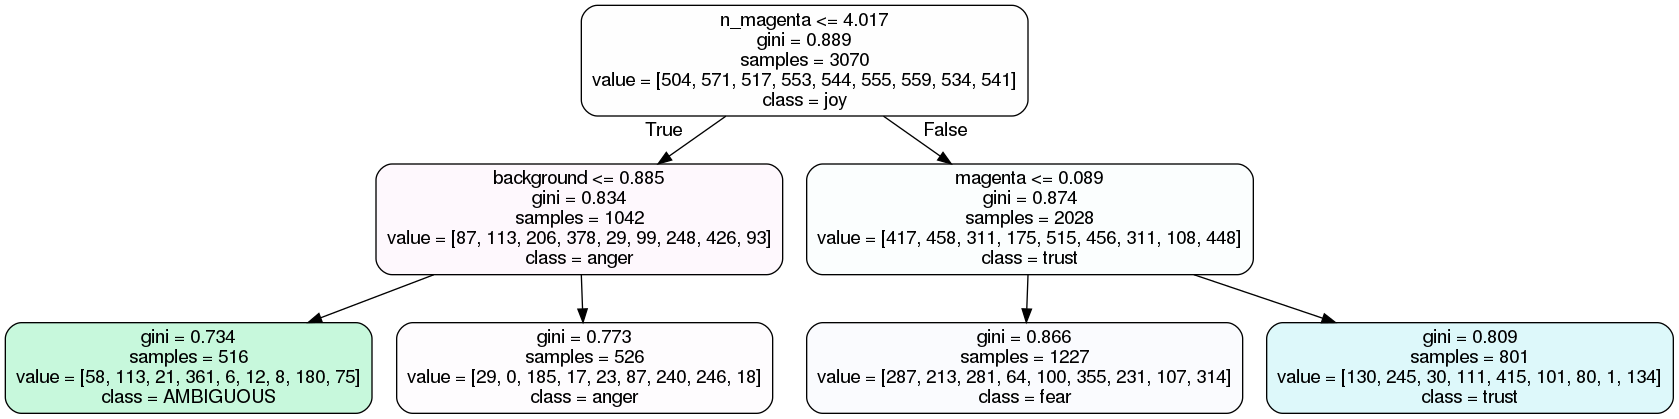 n_magenta <= 4.017
gini = 0.889
samples = 3070
value = [504, 571, 517, 553, 544, 555, 559, 534, 541]
class = joy
True
False
background <= 0.885
gini = 0.834
samples = 1042
value = [87, 113, 206, 378, 29, 99, 248, 426, 93]
class = anger
magenta <= 0.089
gini = 0.874
samples = 2028
value = [417, 458, 311, 175, 515, 456, 311, 108, 448]
class = trust
gini = 0.734
samples = 516
value = [58, 113, 21, 361, 6, 12, 8, 180, 75]
class = AMBIGUOUS
gini = 0.773
samples = 526
value = [29, 0, 185, 17, 23, 87, 240, 246, 18]
class = anger
gini = 0.866
samples = 1227
value = [287, 213, 281, 64, 100, 355, 231, 107, 314]
class = fear
gini = 0.809
samples = 801
value = [130, 245, 30, 111, 415, 101, 80, 1, 134]
class = trust